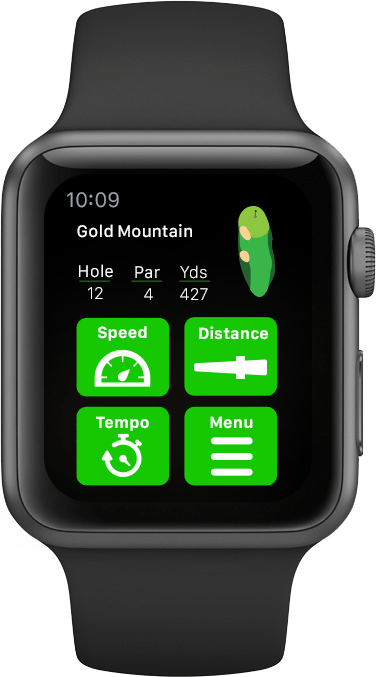 10:09
Gold Mountain
Hole Par Yds
12 4 427
Speed Distance
Tempo Menu